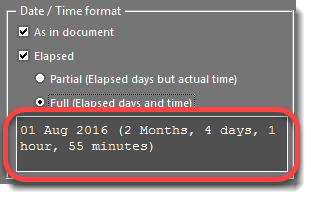 Date / Time format
As in document
Elapsed
Partial (Elapsed days but actual time)
Full (Elapsed days and time)
01 Aug 2016 (2 Months, 4 days, 1
hour, 55 minutes)